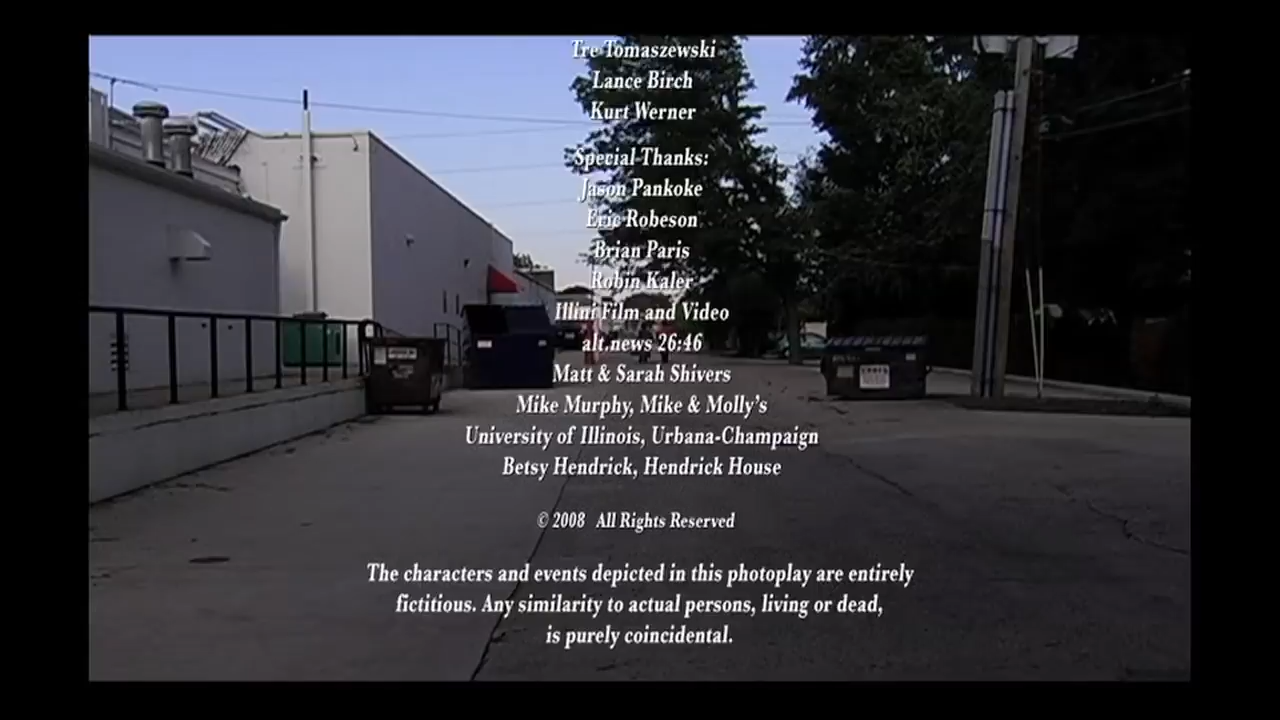 Tre Tomaszewski
Lance Birch
Kurt Werner
Special Thanks:
Jason Pankoke
Eric Robeson
Brian Paris
Robin Kaler
Illini Film and Video
alt.news 26:46
Matt & Sarah Shivers
Mike Murphy, Mike & Molly's
University of Illinois, Urbana-Champaign
Betsy Hendrick, Hendrick House
© 2008 All Rights Reserved
The characters and events depicted in this photoplay are entirely
fictitious. Any similarity to actual persons, living or dead,
is purely coincidental.